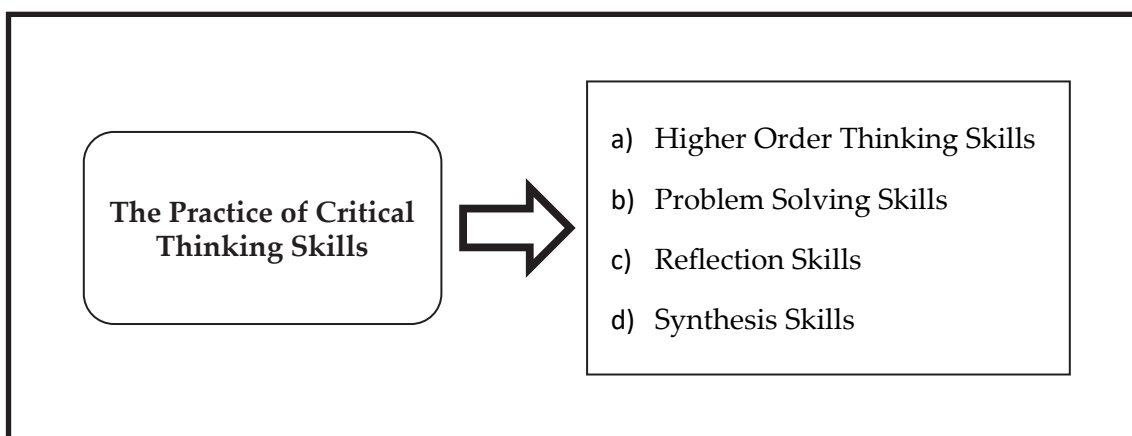 The Practice of Critical
Thinking Skills
a) Higher Order Thinking Skills
b) Problem Solving Skills
c) Reflection Skills
d) Synthesis Skills